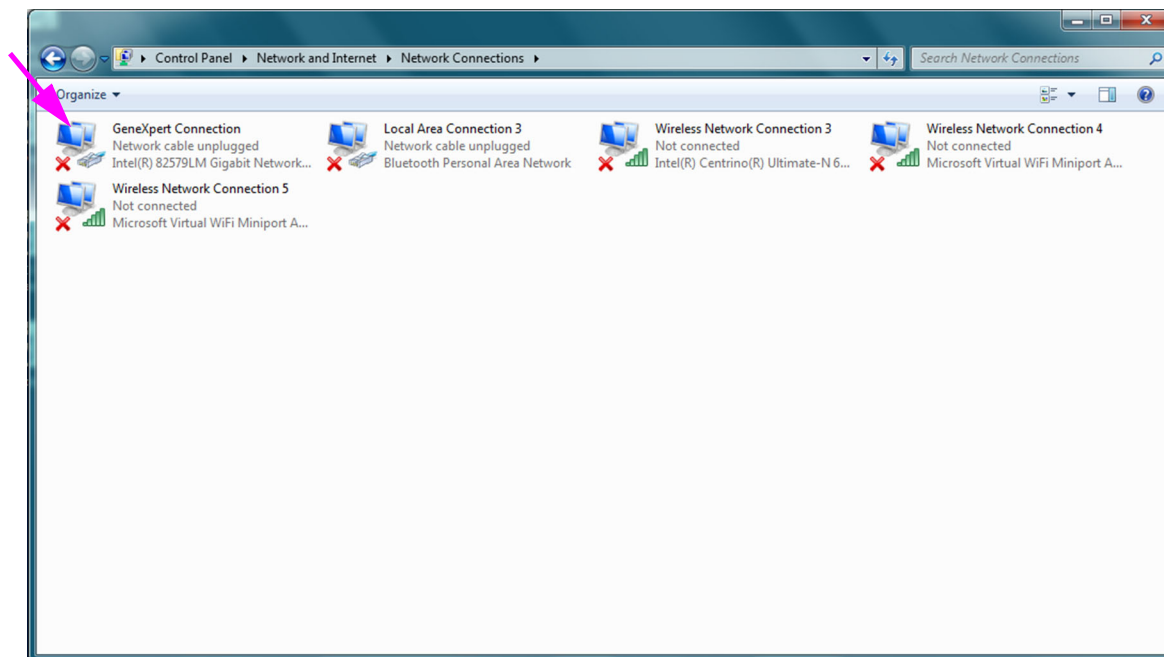 Control Panel Network and Internet Network Connections
Search Network Connections
Organize
GeneXpert Connection
Network cable unplugged
Intel(R) 82579LM Gigabit Network...
Local Area Connection 3
Network cable unplugged
Bluetooth Personal Area Network
Wireless Network Connection 3
Not connected
Intel(R) Centrino(R) Ultimate-N 6...
Wireless Network Connection 4
Not connected
Microsoft Virtual WiFi Miniport A...
Wireless Network Connection 5
Not connected
Microsoft Virtual WiFi Miniport A...